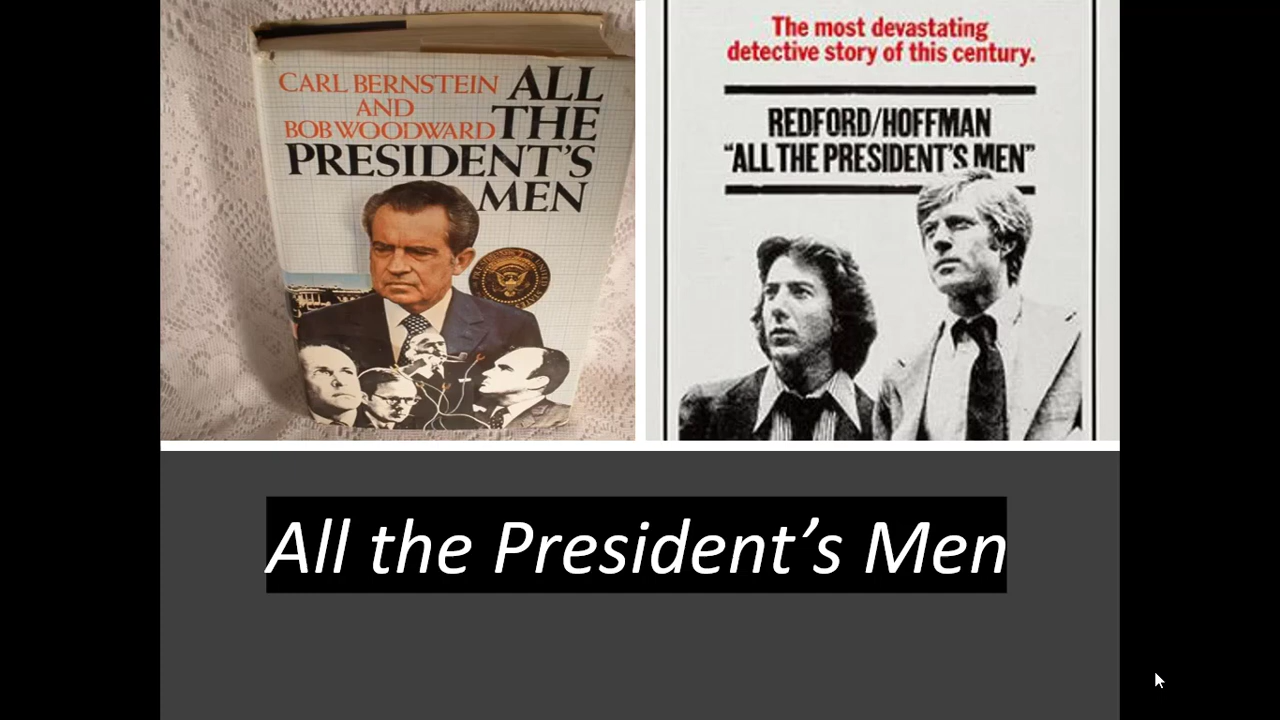 CARL BERNSTEIN
AND
BOB WOODWARD
ALL
THE
PRESIDENT'S
MEN
The most devastating
detective story of this century.
REDFORD/HOFFMAN
“ALL THE PRESIDENT'S MEN”
All the President’s Men